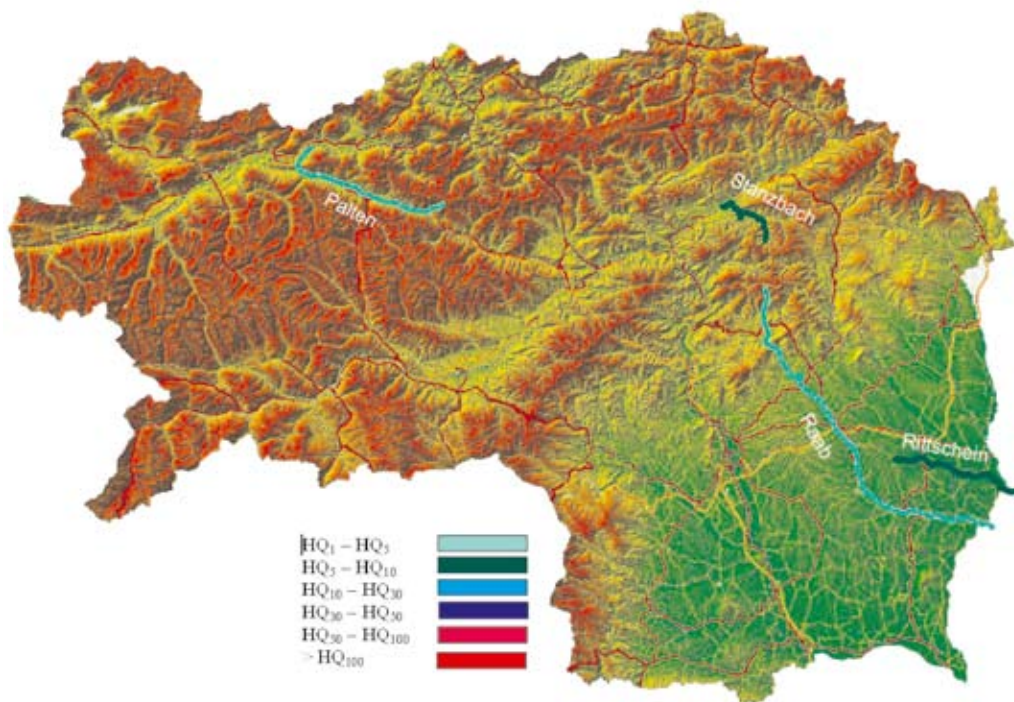 Stanzbach
Palten
Raab
Rittschein
HQ₁ – HQ₅
HQ₅ – HQ₁₀
HQ₁₀ – HQ₃₀
HQ₃₀ – HQ₅₀
HQ₅₀ – HQ₁₀₀
> HQ₁₀₀